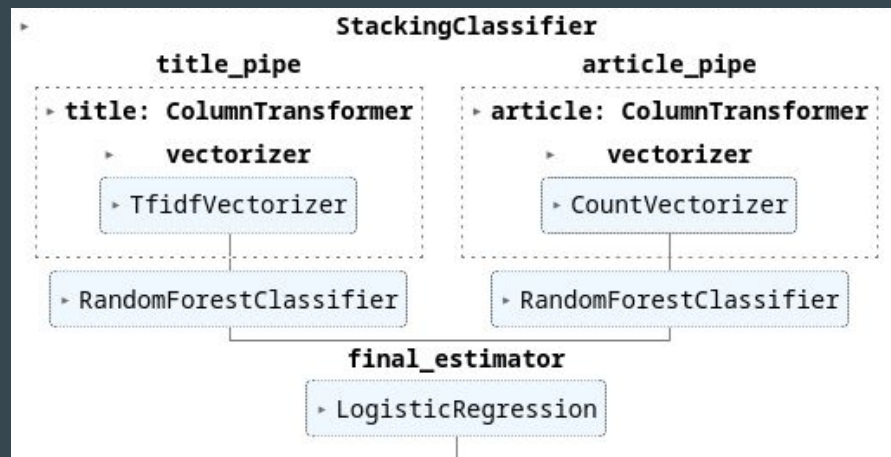 StackingClassifier
title_pipe article_pipe
title: ColumnTransformer article: ColumnTransformer
vectorizer vectorizer
TfidfVectorizer CountVectorizer
RandomForestClassifier RandomForestClassifier
final_estimator
LogisticRegression